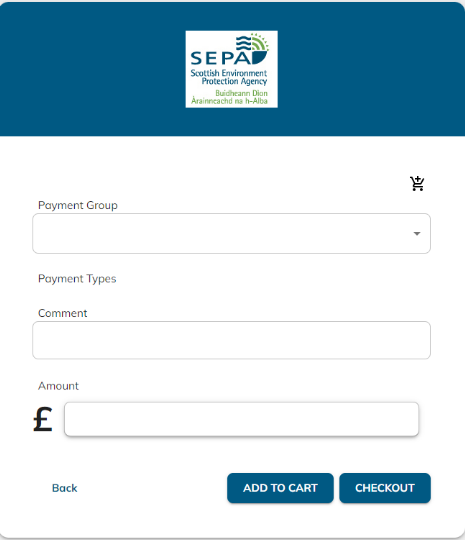 SEPA
Scottish Environment
Protection Agency
Buidheann Dìon
Àrainneachd na h-Alba
Payment Group
Payment Types
Comment
Amount
£
Back
ADD TO CART
CHECKOUT